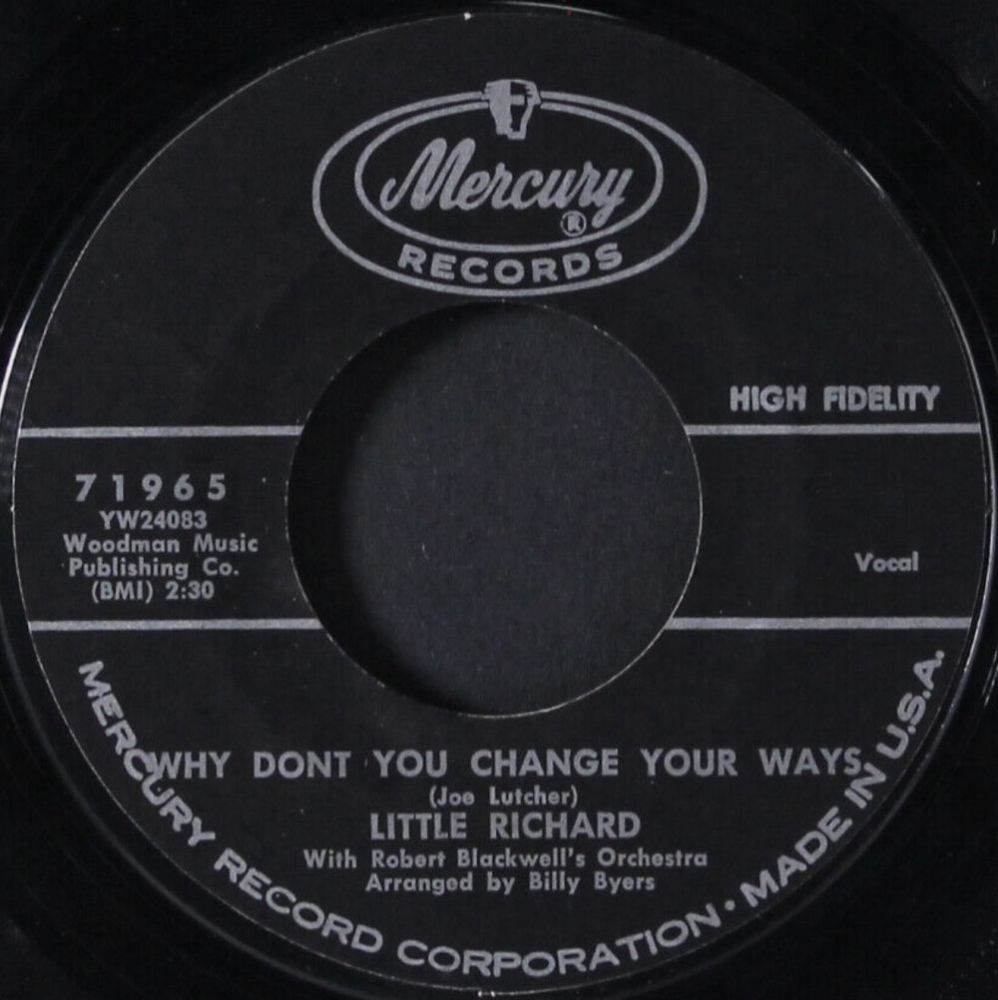 Mercury
®
RECORDS
HIGH FIDELITY
71965
YW24083
Woodman Music
Publishing Co.
(BMI) 2:30
Vocal
WHY DONT YOU CHANGE YOUR WAYS
(Joe Lutcher)
LITTLE RICHARD
With Robert Blackwell's Orchestra
Arranged by Billy Byers
MERCURY RECORD CORPORATION • MADE IN U.S.A.